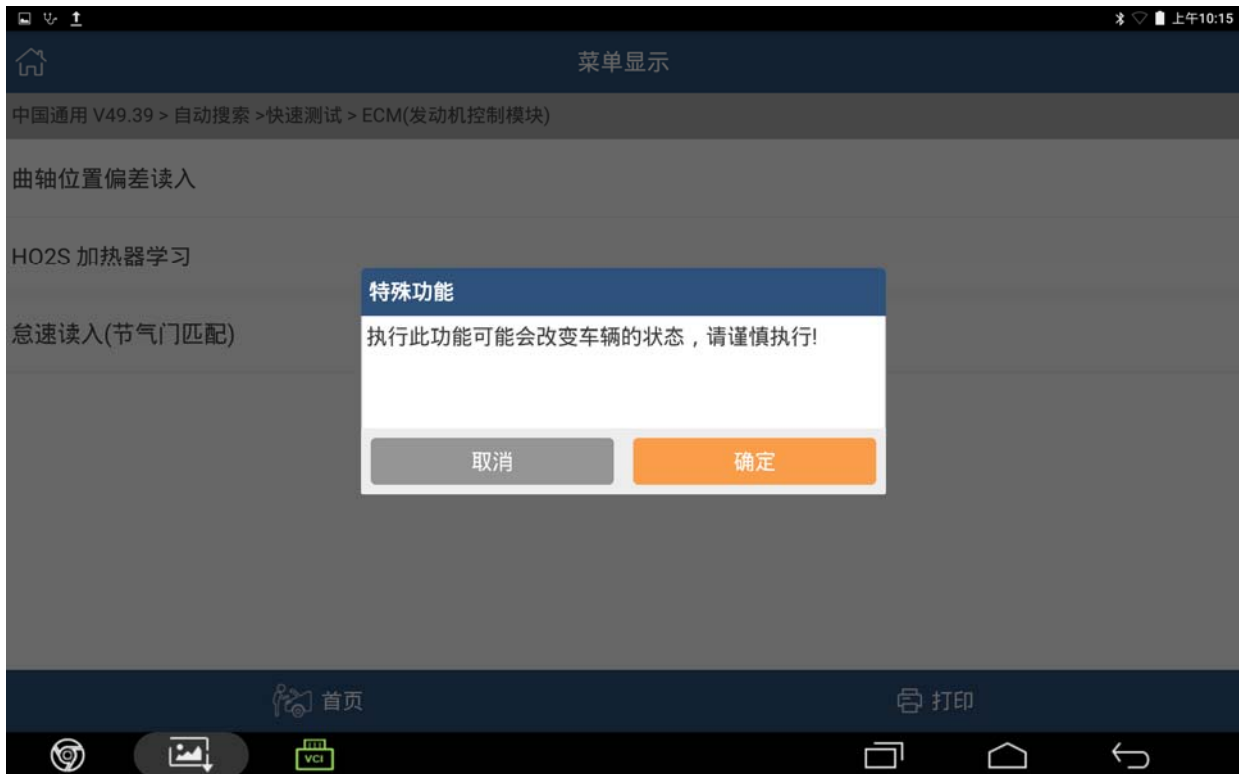 上午10:15
菜单显示
中国通用 V49.39 > 自动搜索 >快速测试 > ECM(发动机控制模块)
曲轴位置偏差读入
HO2S 加热器学习
怠速读入(节气门匹配)
特殊功能
执行此功能可能会改变车辆的状态，请谨慎执行!
取消 确定
首页 打印
VCI